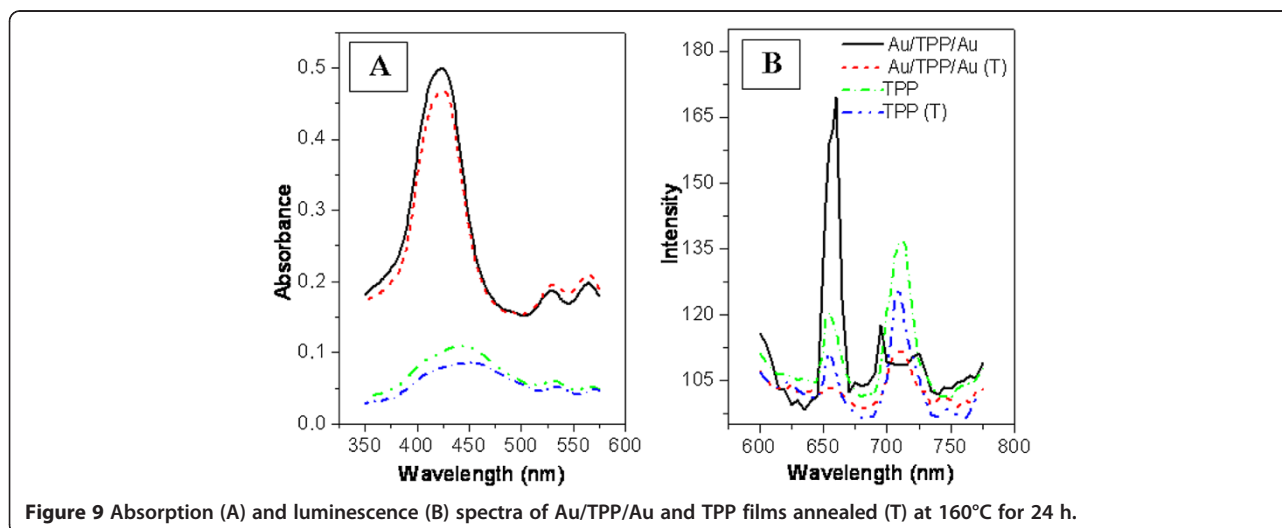 A
Absorbance
0.5
0.4
0.3
0.2
0.1
0.0
350 400 450 500 550 600
Wavelength (nm)
B
Intensity
180
165
150
135
120
105
Au/TPP/Au
Au/TPP/Au (T)
TPP
TPP (T)
600 650 700 750 800
Wavelength (nm)
Figure 9 Absorption (A) and luminescence (B) spectra of Au/TPP/Au and TPP films annealed (T) at 160°C for 24 h.